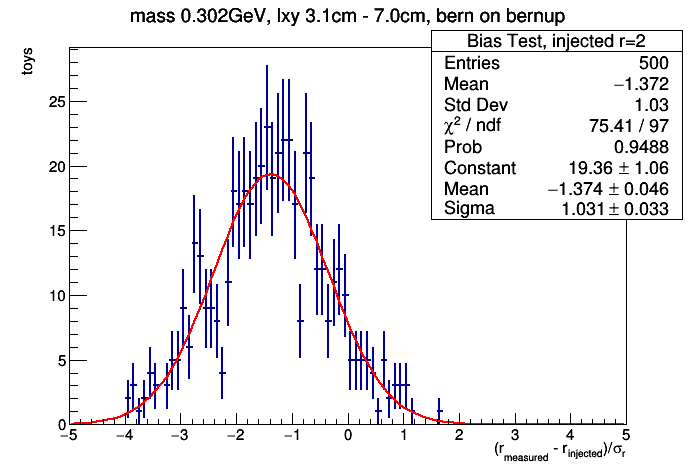 mass 0.302GeV, lxy 3.1cm - 7.0cm, bern on bernup
toys
Bias Test, injected r=2
Entries 500
Mean −1.372
Std Dev 1.03
χ² / ndf 75.41 / 97
Prob 0.9488
Constant 19.36 ± 1.06
Mean −1.374 ± 0.046
Sigma 1.031 ± 0.033
25
20
15
10
5
0
−5 −4 −3 −2 −1 0 1 2 3 4 5
(r_measured - r_injected)/σ_r